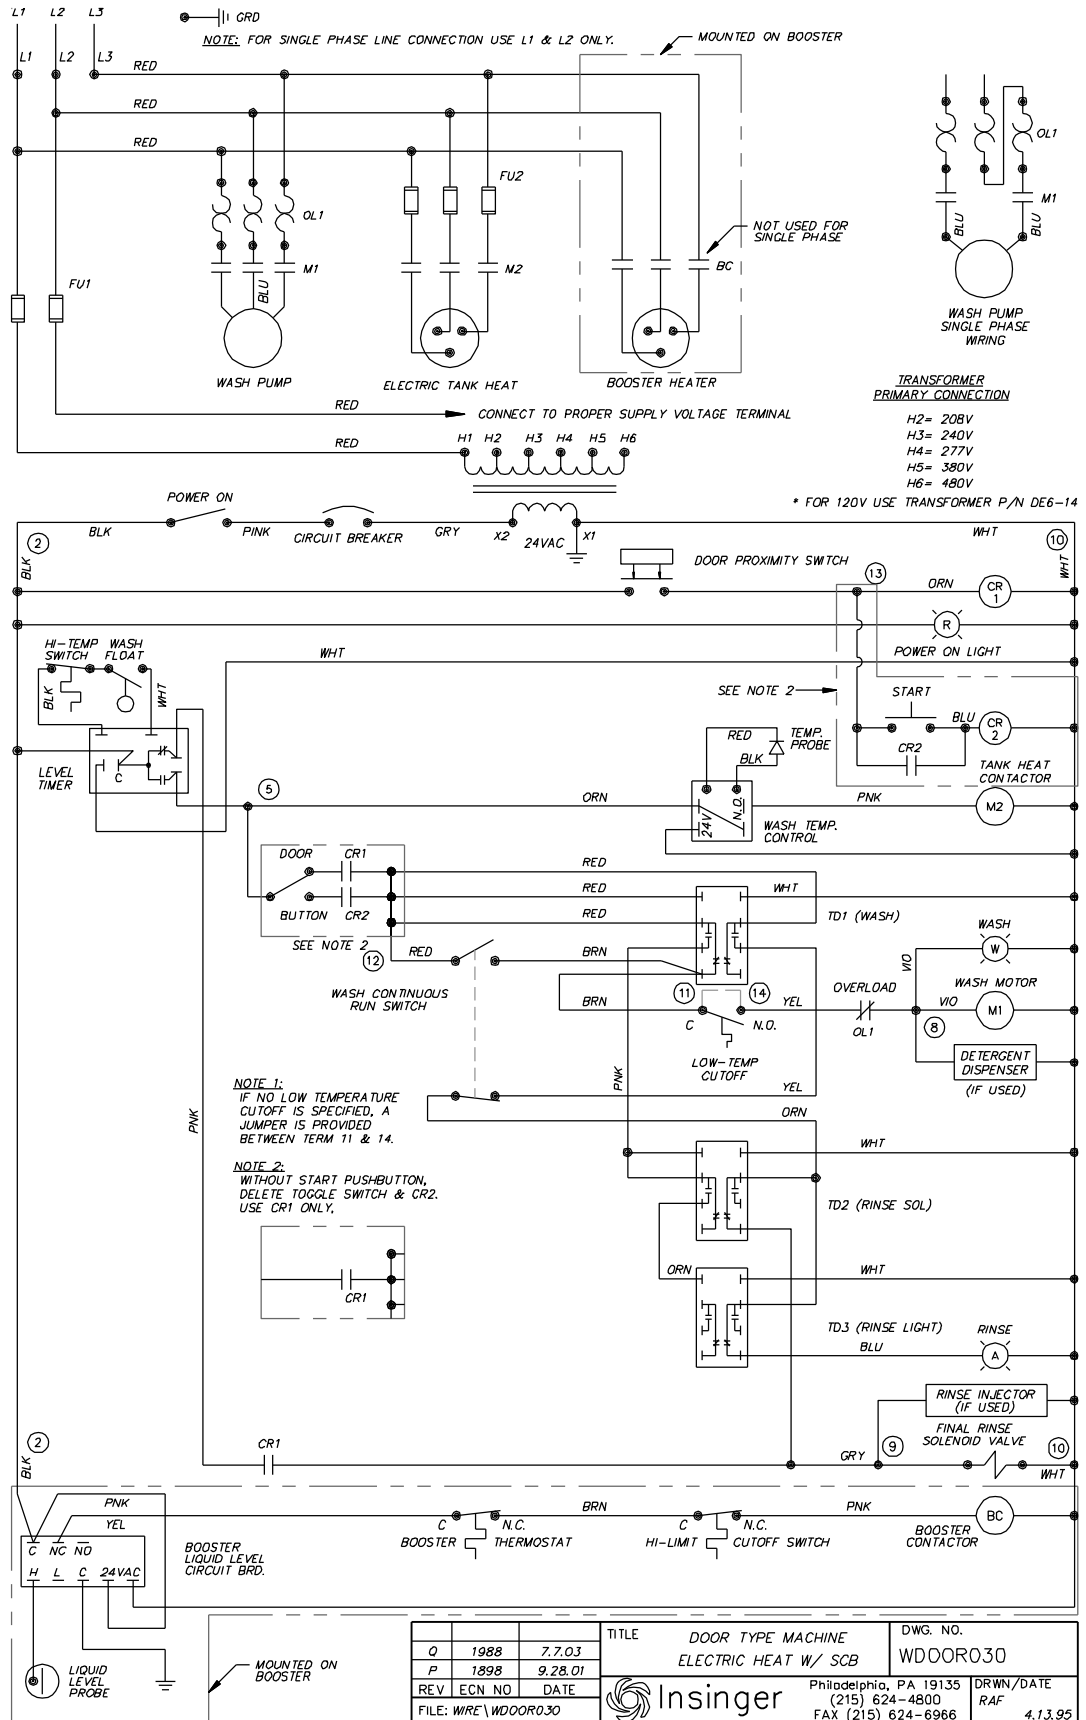 L1 L2 L3
GRD
NOTE: FOR SINGLE PHASE LINE CONNECTION USE L1 & L2 ONLY.
MOUNTED ON BOOSTER
L1 L2 L3
RED
RED
RED
OL1
FU2
OL1
M1
BLU
BLU
NOT USED FOR
SINGLE PHASE
M1
M2
BC
FU1
BLU
WASH PUMP
SINGLE PHASE
WIRING
WASH PUMP
ELECTRIC TANK HEAT
BOOSTER HEATER
TRANSFORMER
PRIMARY CONNECTION
H2= 208V
H3= 240V
H4= 277V
H5= 380V
H6= 480V
RED
CONNECT TO PROPER SUPPLY VOLTAGE TERMINAL
RED
H1 H2 H3 H4 H5 H6
* FOR 120V USE TRANSFORMER P/N DE6-14
POWER ON
BLK
PINK
CIRCUIT BREAKER
GRY
X2
24VAC
X1
WHT
2
BLK
10
WHT
DOOR PROXIMITY SWITCH
13
ORN
CR
1
R
POWER ON LIGHT
HI-TEMP
SWITCH
WASH
FLOAT
WHT
BLK
WHT
SEE NOTE 2
START
BLU
CR
2
CR2
TANK HEAT
CONTACTOR
RED
BLK
TEMP.
PROBE
C
LEVEL
TIMER
5
ORN
24V
N.O.
WASH TEMP.
CONTROL
PNK
M2
DOOR
CR1
RED
RED
WHT
BUTTON
CR2
RED
TD1 (WASH)
SEE NOTE 2
12
RED
BRN
WASH
W
VIO
WASH CONTINUOUS
RUN SWITCH
BRN
11
14
C
N.O.
YEL
OVERLOAD
OL1
WASH MOTOR
VIO
M1
8
LOW-TEMP
CUTOFF
DETERGENT
DISPENSER
(IF USED)
PNK
YEL
ORN
NOTE 1:
IF NO LOW TEMPERATURE
CUTOFF IS SPECIFIED, A
JUMPER IS PROVIDED
BETWEEN TERM 11 & 14.
PNK
WHT
NOTE 2:
WITHOUT START PUSHBUTTON,
DELETE TOGGLE SWITCH & CR2.
USE CR1 ONLY,
TD2 (RINSE SOL)
CR1
ORN
WHT
TD3 (RINSE LIGHT)
BLU
RINSE
A
RINSE INJECTOR
(IF USED)
FINAL RINSE
SOLENOID VALVE
CR1
GRY
9
10
WHT
2
BLK
PNK
YEL
C NC NO
H L C 24VAC
BOOSTER
LIQUID LEVEL
CIRCUIT BRD.
C
N.C.
BOOSTER THERMOSTAT
BRN
C
N.C.
HI-LIMIT CUTOFF SWITCH
PNK
BC
BOOSTER
CONTACTOR
LIQUID
LEVEL
PROBE
MOUNTED ON
BOOSTER
Q 1988 7.7.03
P 1898 9.28.01
REV ECN NO DATE
FILE: WIRE\WDOOR030
TITLE
DOOR TYPE MACHINE
ELECTRIC HEAT W/ SCB
DWG. NO.
WDOOR030
Insinger
Philadelphia, PA 19135
(215) 624-4800
FAX (215) 624-6966
DRWN/DATE
RAF
4.13.95